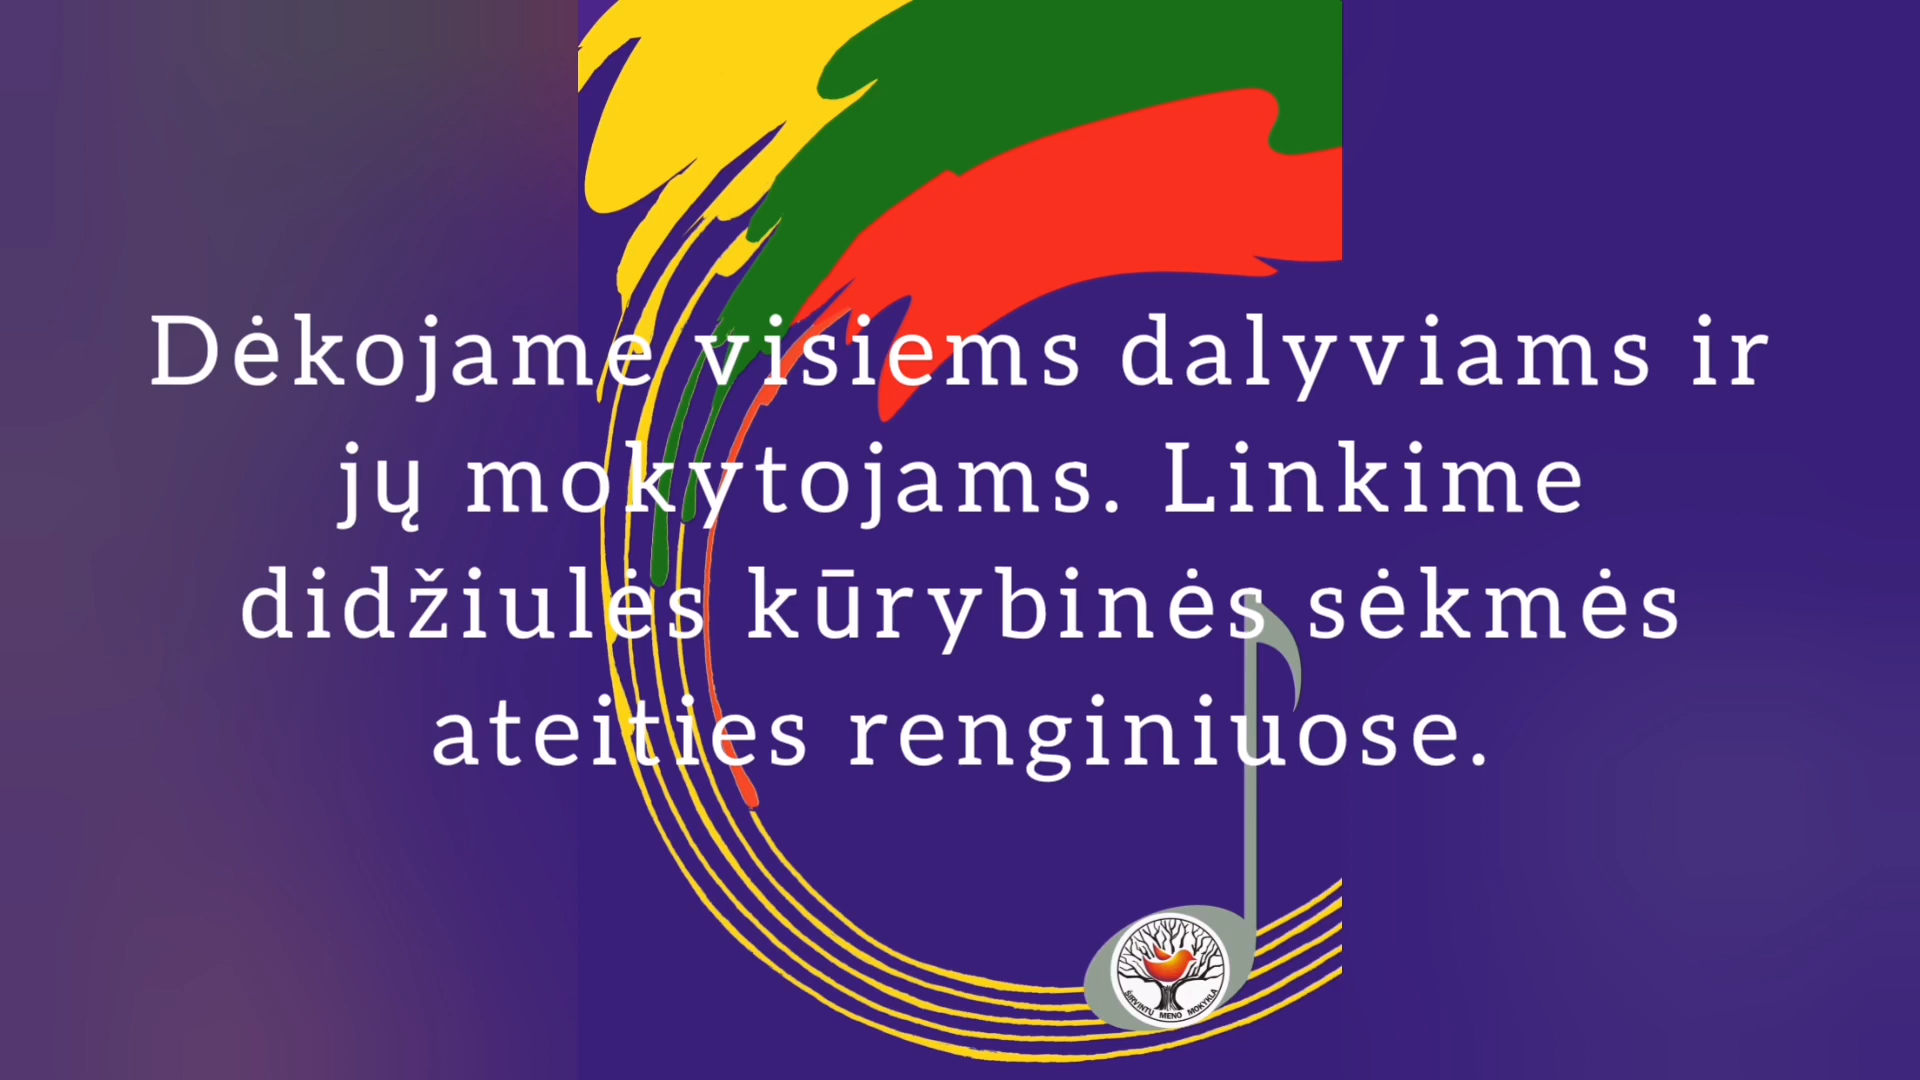 Dėkojame visiems dalyviams ir
jų mokytojams. Linkime
didžiulės kūrybinės sėkmės
ateities renginiuose.
ŠIRVINTŲ MENO MOKYKLA